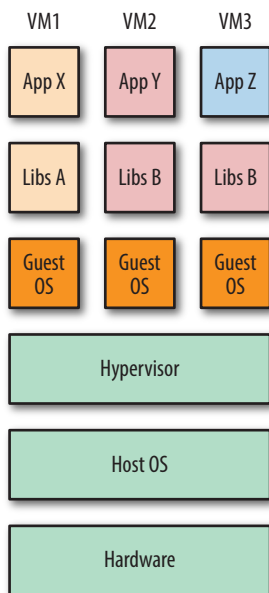 VM1 VM2 VM3
App X App Y App Z
Libs A Libs B Libs B
Guest Guest Guest
OS OS OS
Hypervisor
Host OS
Hardware